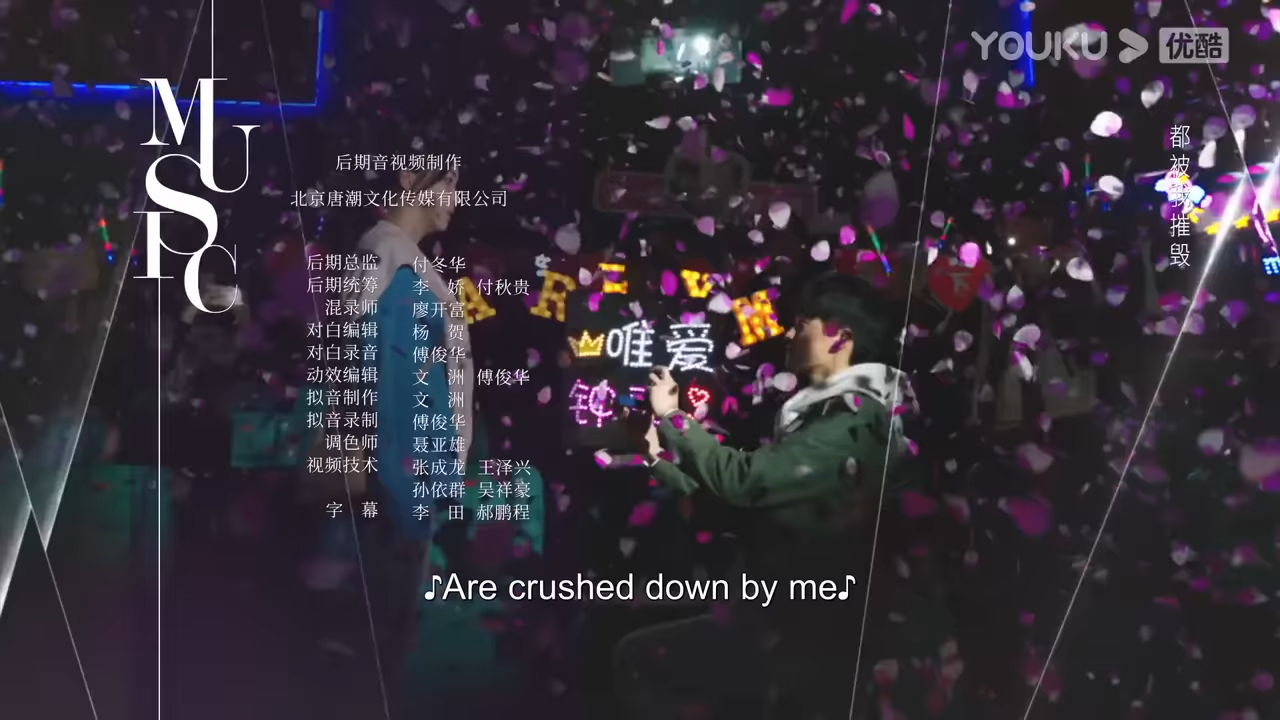 YOUKU 优酷
MUSIC
都被我摧毁
后期音视频制作
北京唐潮文化传媒有限公司
后期总监 付冬华
后期统筹 李 娇 付秋贵
混录师 廖开富
对白编辑 杨 贺
对白录音 傅俊华
动效编辑 文 洲 傅俊华
拟音制作 文 洲
拟音录制 傅俊华
调色师 聂亚雄
视频技术 张成龙 王泽兴
孙依群 吴祥豪
字 幕 李 田 郝鹏程
唯爱
钟
♪Are crushed down by me♪